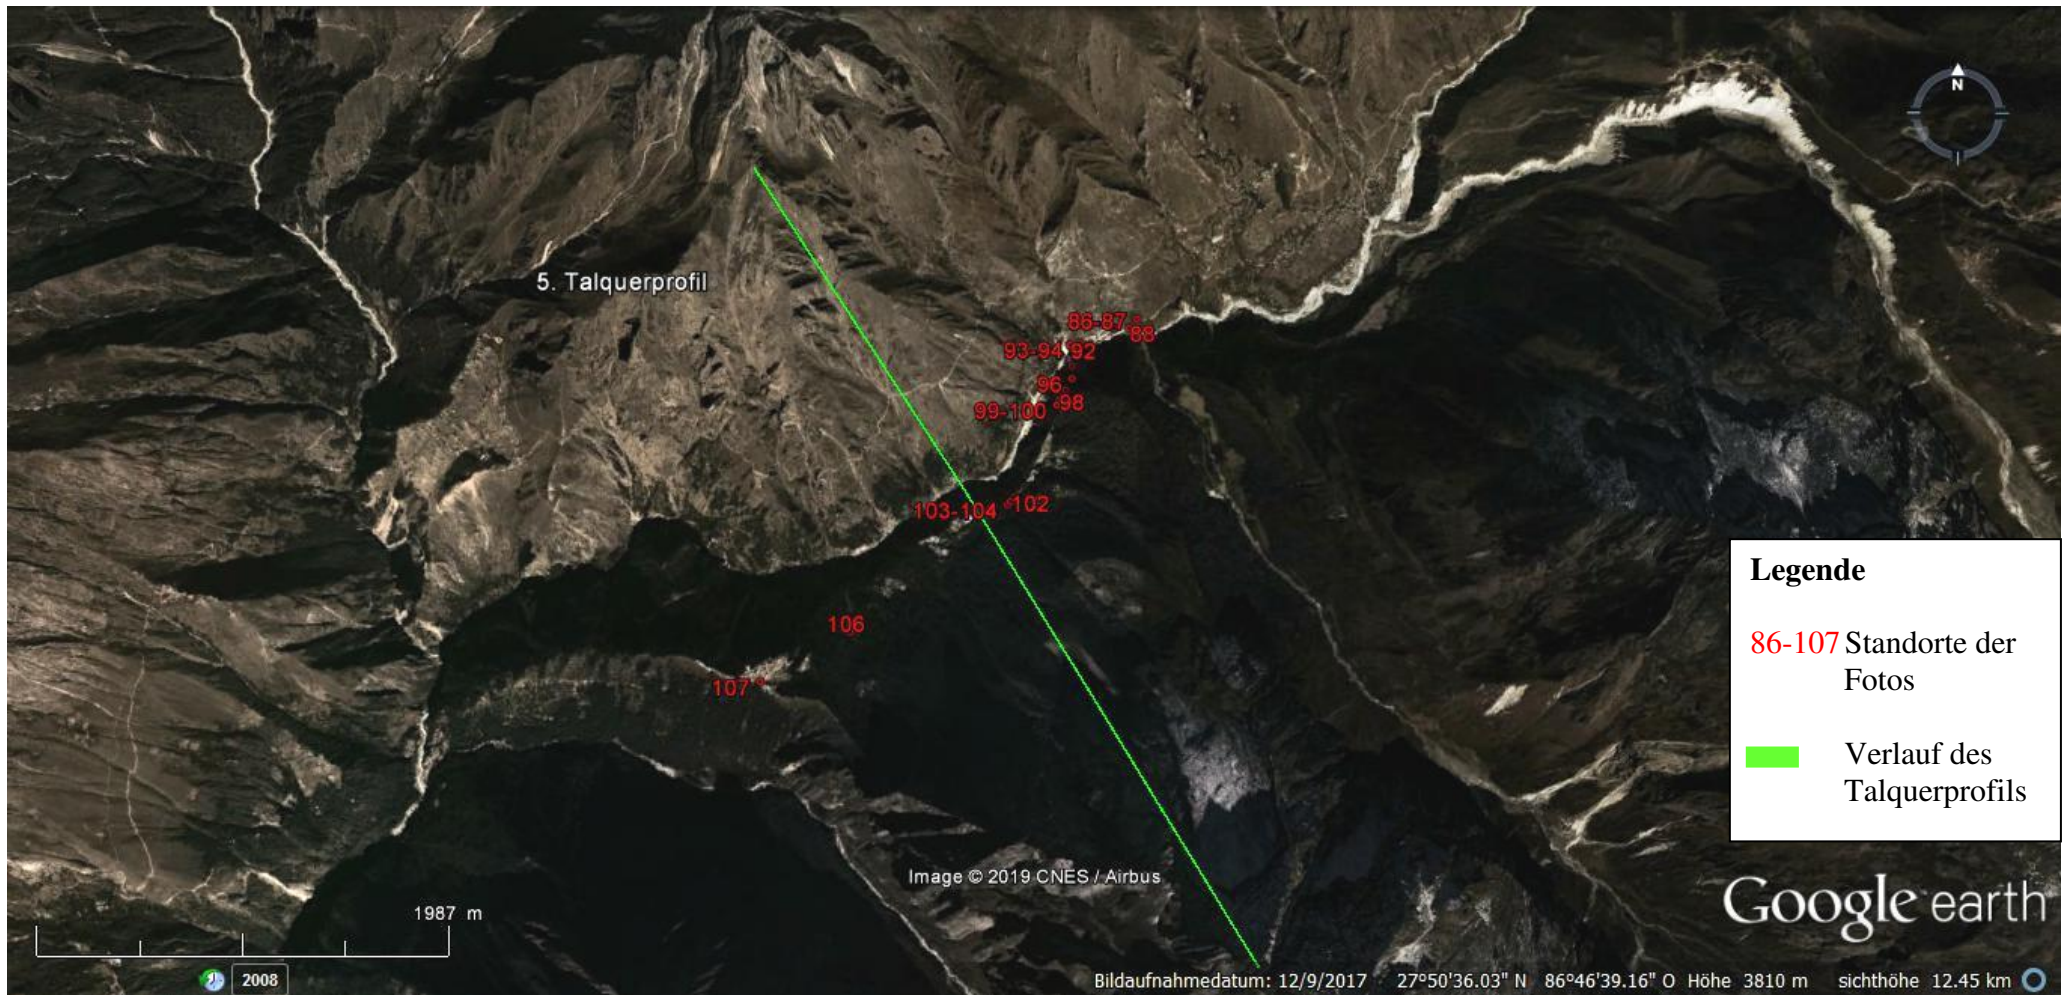 N
5. Talquerprofil
86-87
88
93-94 92
96
98
99-100
102
103-104
106
107
Legende
86-107 Standorte der
Fotos
Verlauf des
Talquerprofils
Image © 2019 CNES / Airbus
Google earth
1987 m
2008
Bildaufnahmedatum: 12/9/2017 27°50'36.03" N 86°46'39.16" O Höhe 3810 m sichthöhe 12.45 km